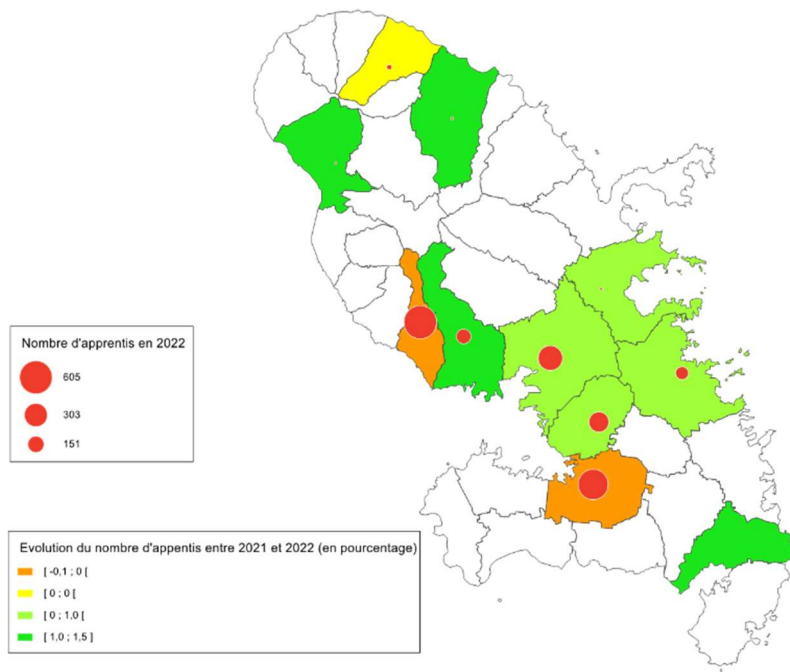 Nombre d'apprentis en 2022
605
303
151
Evolution du nombre d'appentis entre 2021 et 2022 (en pourcentage)
[ -0,1 ; 0 [
[ 0 ; 0 [
[ 0 ; 1,0 [
[ 1,0 ; 1,5 ]